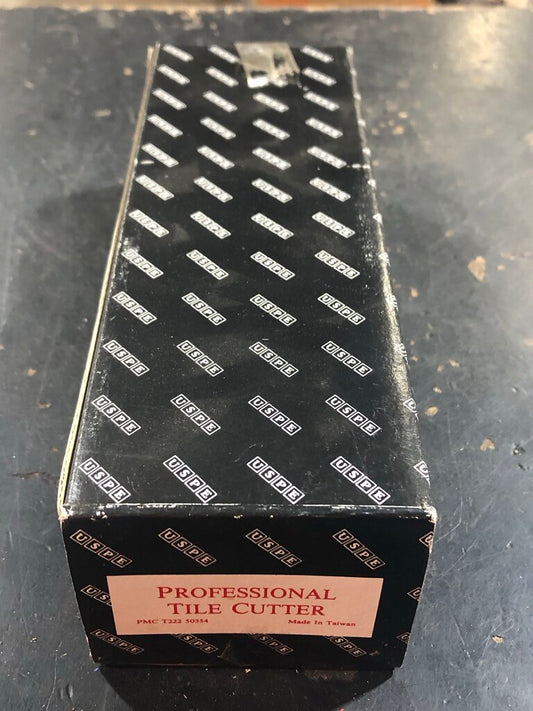 USPE
PROFESSIONAL
TILE CUTTER
PMC T222 50354 Made In Taiwan